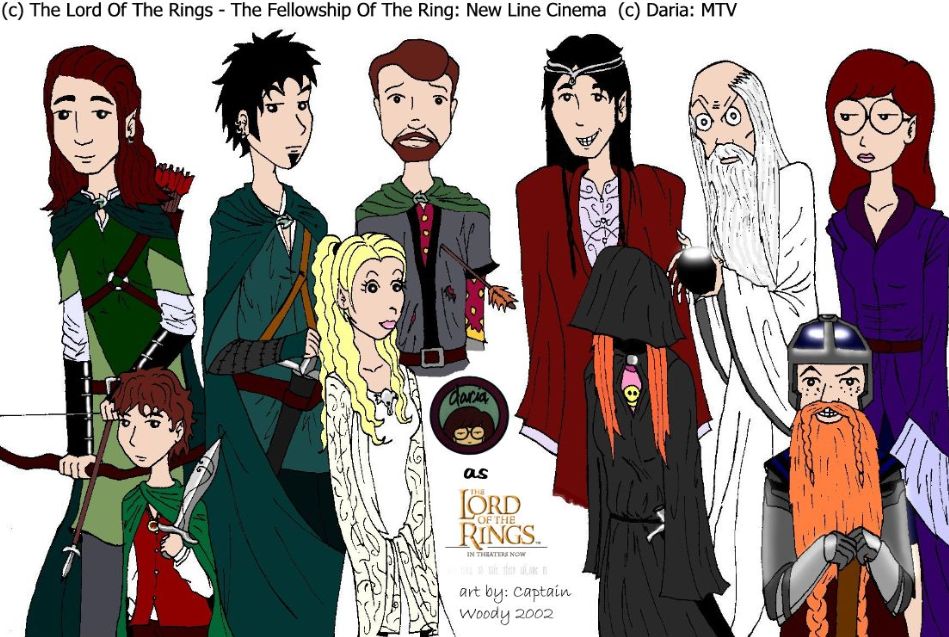 (c) The Lord Of The Rings - The Fellowship Of The Ring: New Line Cinema (c) Daria: MTV
daria
as
THE
LORD
OF THE
RINGS
IN THEATERS NOW
art by: Captain
Woody 2002